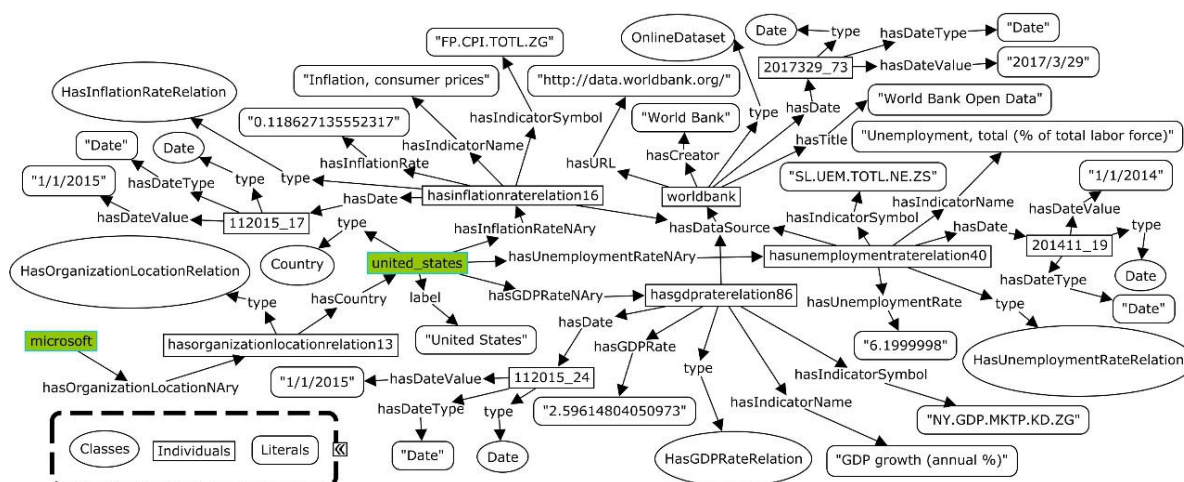 OnlineDataset
Date
type
hasDateType
"Date"
"FP.CPI.TOTL.ZG"
2017329_73
hasDateValue
"2017/3/29"
"Inflation, consumer prices"
"http://data.worldbank.org/"
HasInflationRateRelation
type
hasDate
"World Bank Open Data"
"World Bank"
"0.118627135552317"
hasIndicatorSymbol
hasTitle
"Unemployment, total (% of total labor force)"
"Date"
Date
hasIndicatorName
hasURL
hasCreator
hasInflationRate
"SL.UEM.TOTL.NE.ZS"
"1/1/2015"
hasDateType
type
type
hasIndicatorName
"1/1/2014"
hasDate
hasinflationraterelation16
worldbank
hasDateValue
hasDateValue
112015_17
hasIndicatorSymbol
type
hasInflationRateNAry
hasDataSource
hasDate
201411_19
type
HasOrganizationLocationRelation
Country
united_states
hasUnemploymentRateNAry
hasunemploymentraterelation40
Date
hasDateType
type
hasCountry
label
hasGDPRateNAry
hasgdpraterelation86
hasUnemploymentRate
type
"Date"
hasDate
microsoft
hasorganizationlocationrelation13
"United States"
hasGDPRate
"6.1999998"
HasUnemploymentRateRelation
type
hasIndicatorSymbol
hasOrganizationLocationNAry
"1/1/2015"
hasDateValue
112015_24
hasIndicatorName
hasDateType
type
"2.59614804050973"
"NY.GDP.MKTP.KD.ZG"
Classes
Individuals
Literals
"Date"
Date
HasGDPRateRelation
"GDP growth (annual %)"